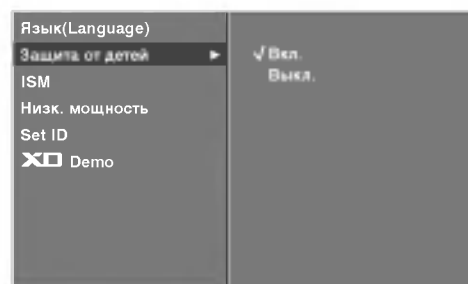 Язык(Language)
Защита от детей
√ Вкл.
Выкл.
ISM
Низк. мощность
Set ID
XD Demo